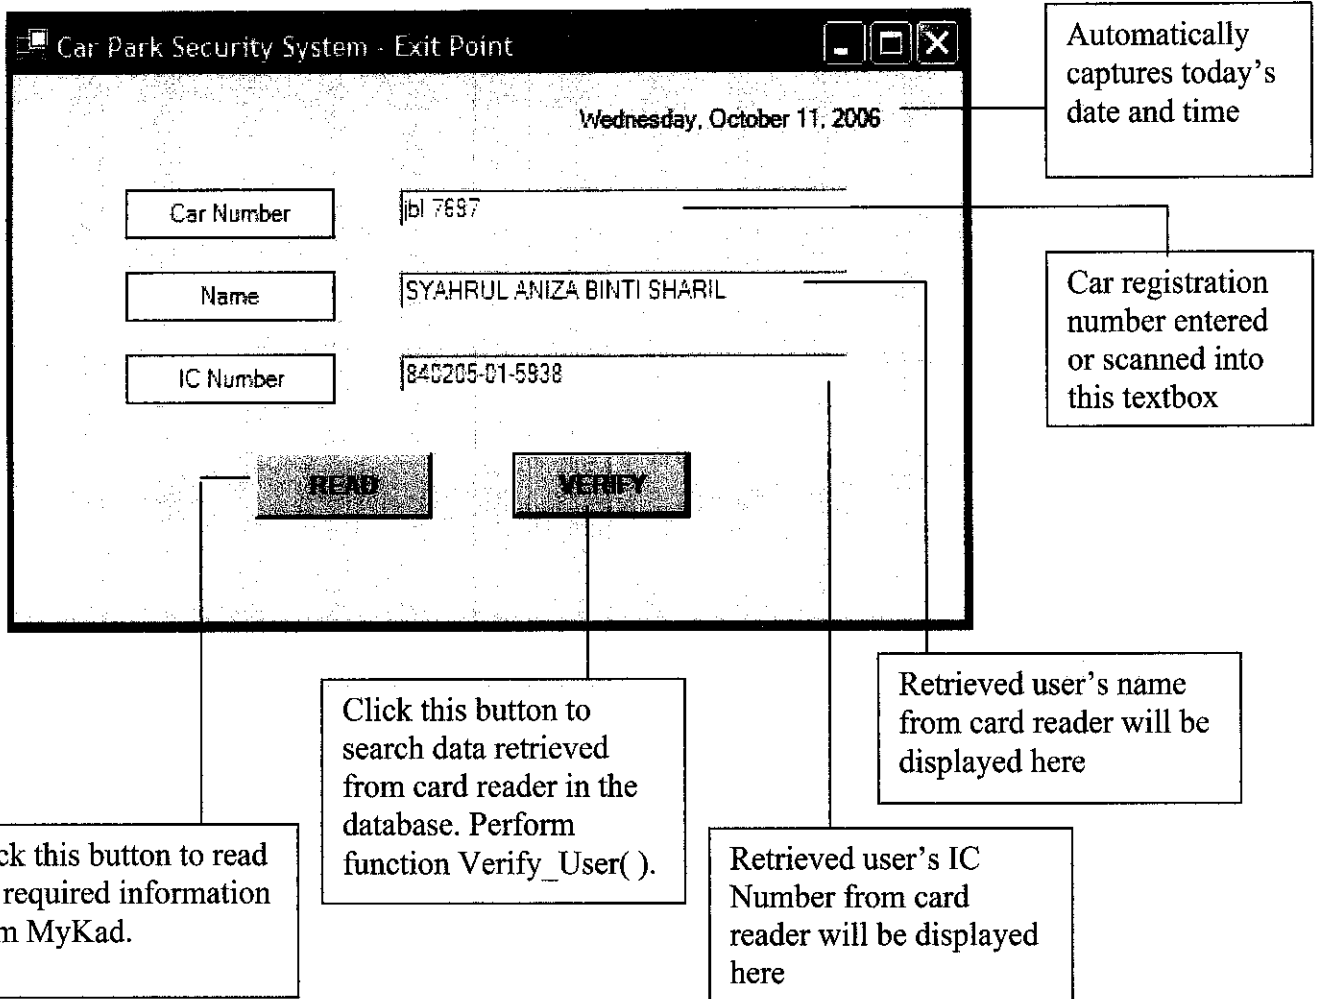 Car Park Security System - Exit Point
Wednesday, October 11, 2006
Automatically
captures today's
date and time
Car Number
jbl 7697
Car registration
number entered
or scanned into
this textbox
Name
SYAHRUL ANIZA BINTI SHARIL
IC Number
840205-01-5938
READ
VERIFY
Retrieved user's name
from card reader will be
displayed here
Click this button to
search data retrieved
from card reader in the
database. Perform
function Verify_User( ).
ck this button to read
required information
m MyKad.
Retrieved user's IC
Number from card
reader will be displayed
here